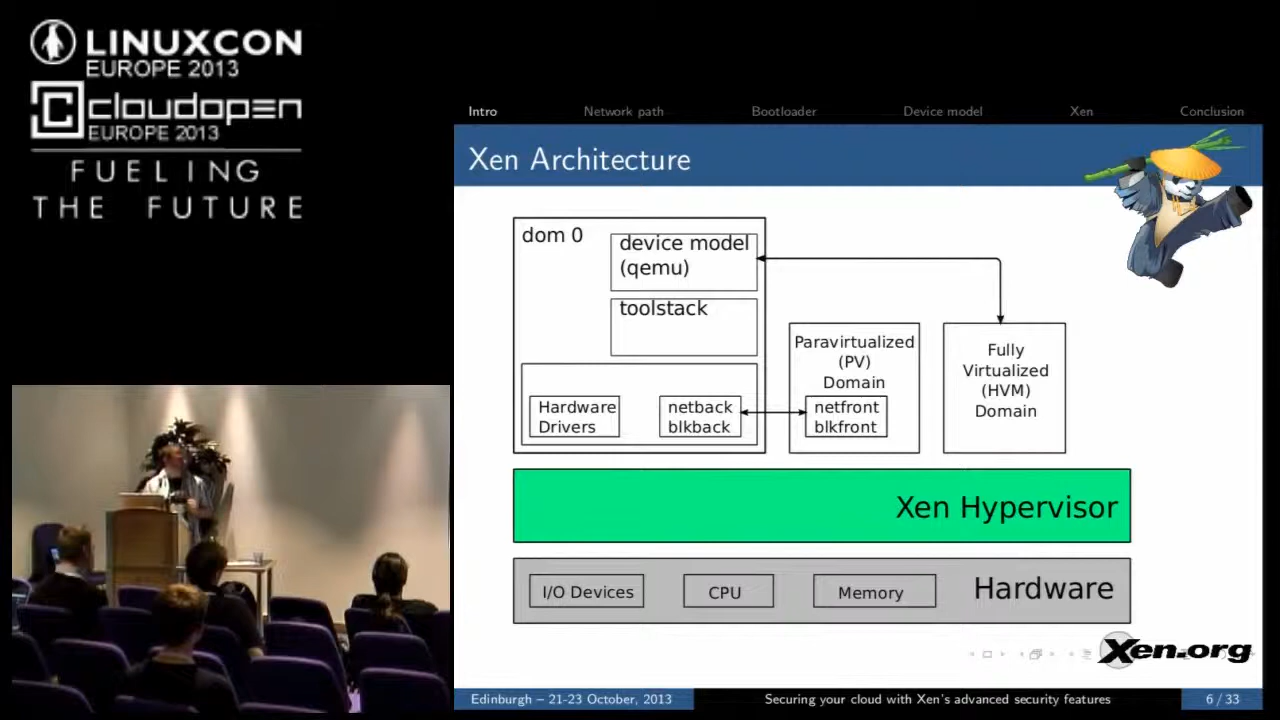 LINUXCON
EUROPE 2013
cloudopen
EUROPE 2013
FUELING
THE FUTURE
Intro Network path Bootloader Device model Xen Conclusion
Xen Architecture
dom 0
device model
(qemu)
toolstack
Hardware
Drivers
netback
blkback
Paravirtualized
(PV)
Domain
netfront
blkfront
Fully
Virtualized
(HVM)
Domain
Xen Hypervisor
I/O Devices
CPU
Memory
Hardware
Xen.org
Edinburgh – 21-23 October, 2013 Securing your cloud with Xen's advanced security features 6 / 33